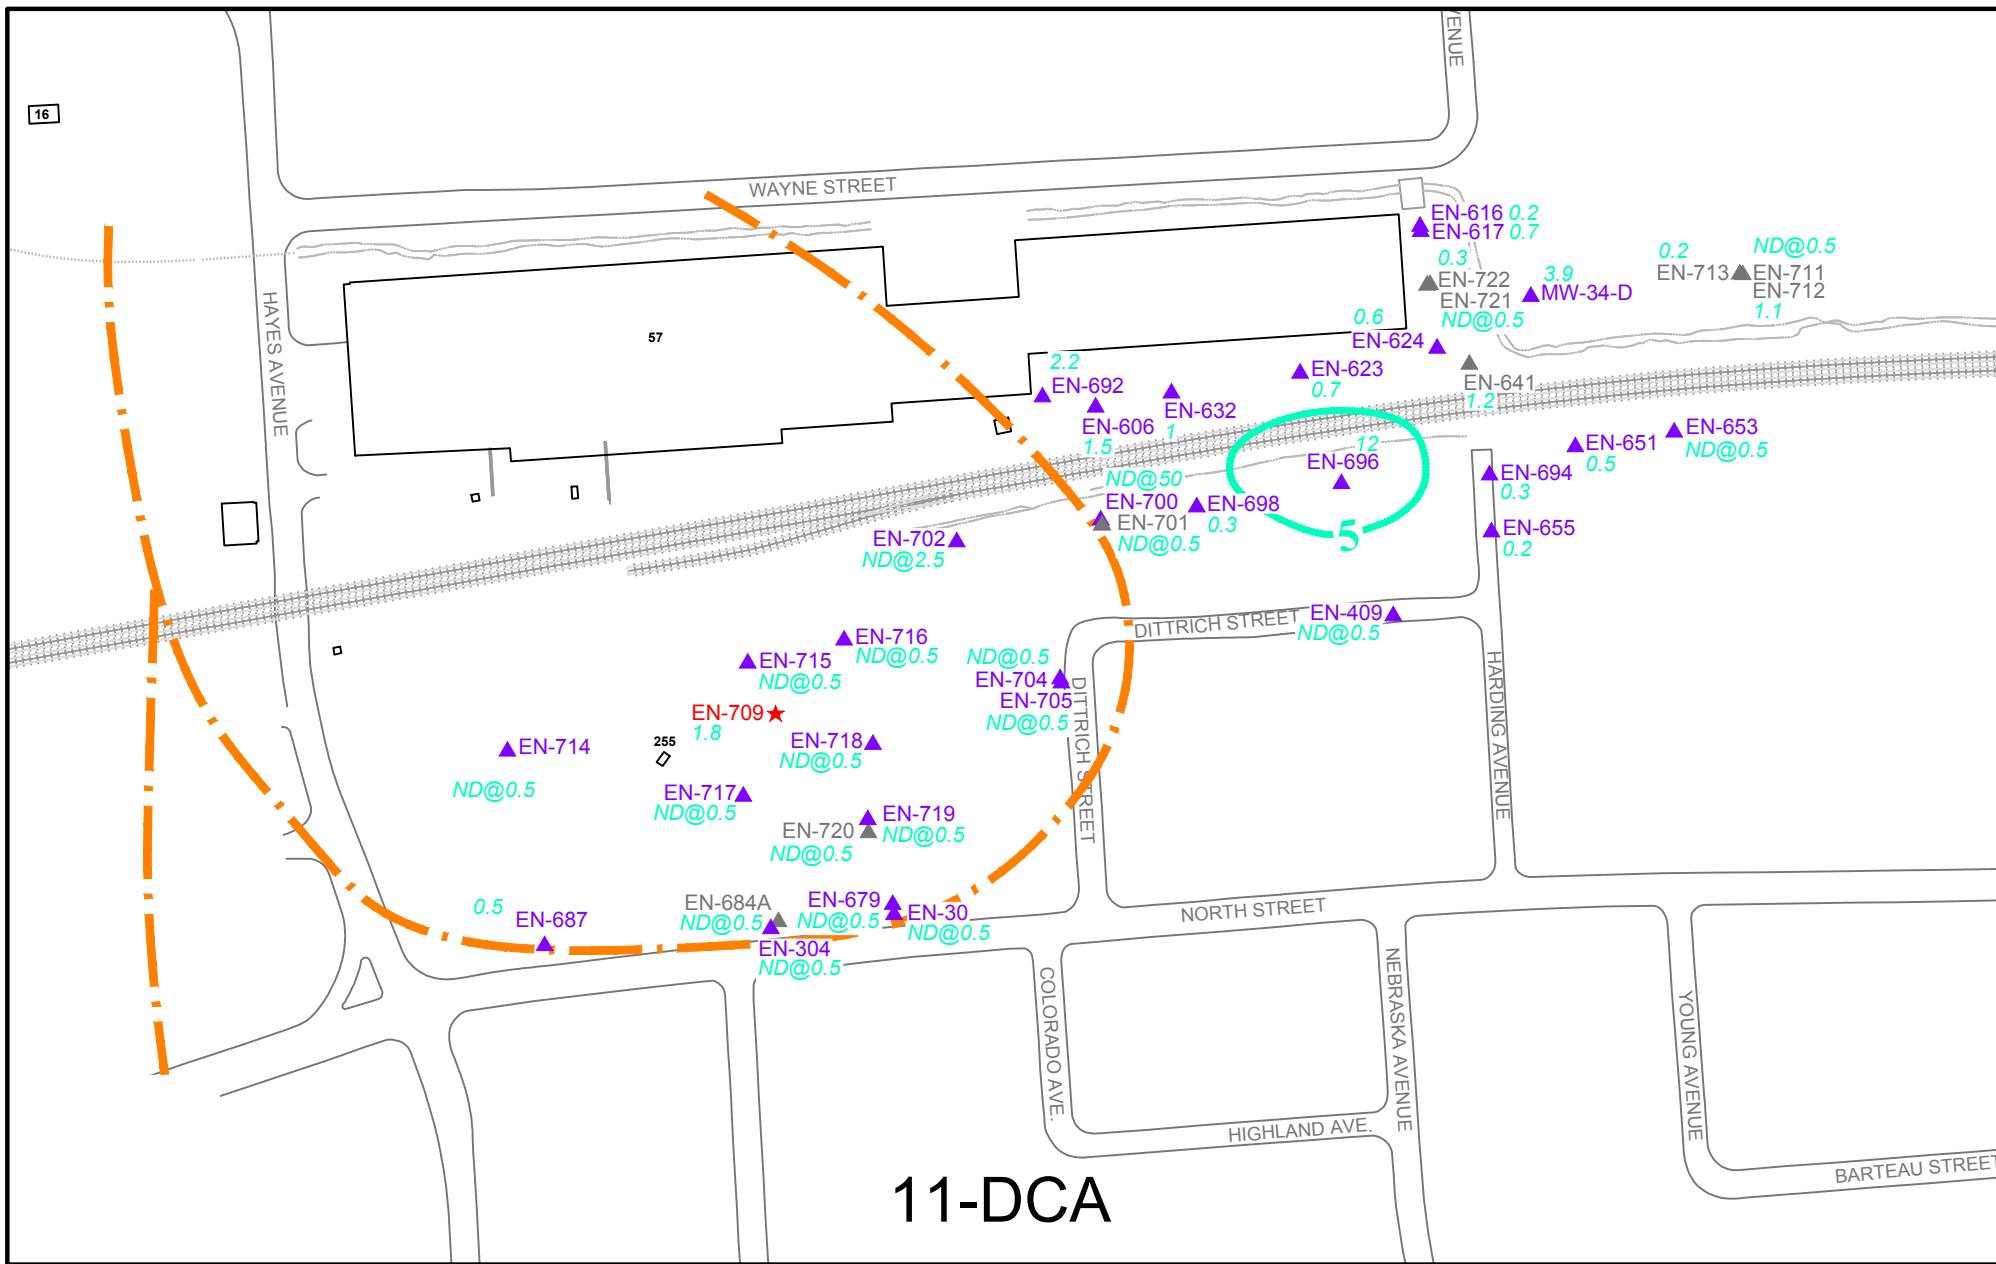 VENUE
16
WAYNE STREET
EN-616 0.2
EN-617 0.7
0.3
EN-722
EN-721
ND@0.5
3.9
MW-34-D
0.2
EN-713
ND@0.5
EN-711
EN-712
1.1
HAYES AVENUE
57
0.6
EN-624
2.2
EN-692
EN-623
0.7
EN-641
1.2
EN-606
1.5
EN-632
1
12
EN-696
5
EN-653
ND@0.5
EN-651
0.5
EN-694
0.3
ND@50
EN-700
EN-701
ND@0.5
EN-698
0.3
EN-702
ND@2.5
EN-655
0.2
EN-409
ND@0.5
DITTRICH STREET
EN-716
ND@0.5
EN-715
ND@0.5
ND@0.5
EN-704
EN-705
ND@0.5
DITTRICH STREET
HARDING AVENUE
EN-709
1.8
255
EN-714
ND@0.5
EN-718
ND@0.5
EN-717
ND@0.5
EN-719
ND@0.5
EN-720
ND@0.5
0.5
EN-687
EN-684A
ND@0.5
EN-304
ND@0.5
EN-679
ND@0.5
EN-30
ND@0.5
NORTH STREET
COLORADO AVE.
NEBRASKA AVENUE
YOUNG AVENUE
HIGHLAND AVE.
BARTEAU STREET
11-DCA